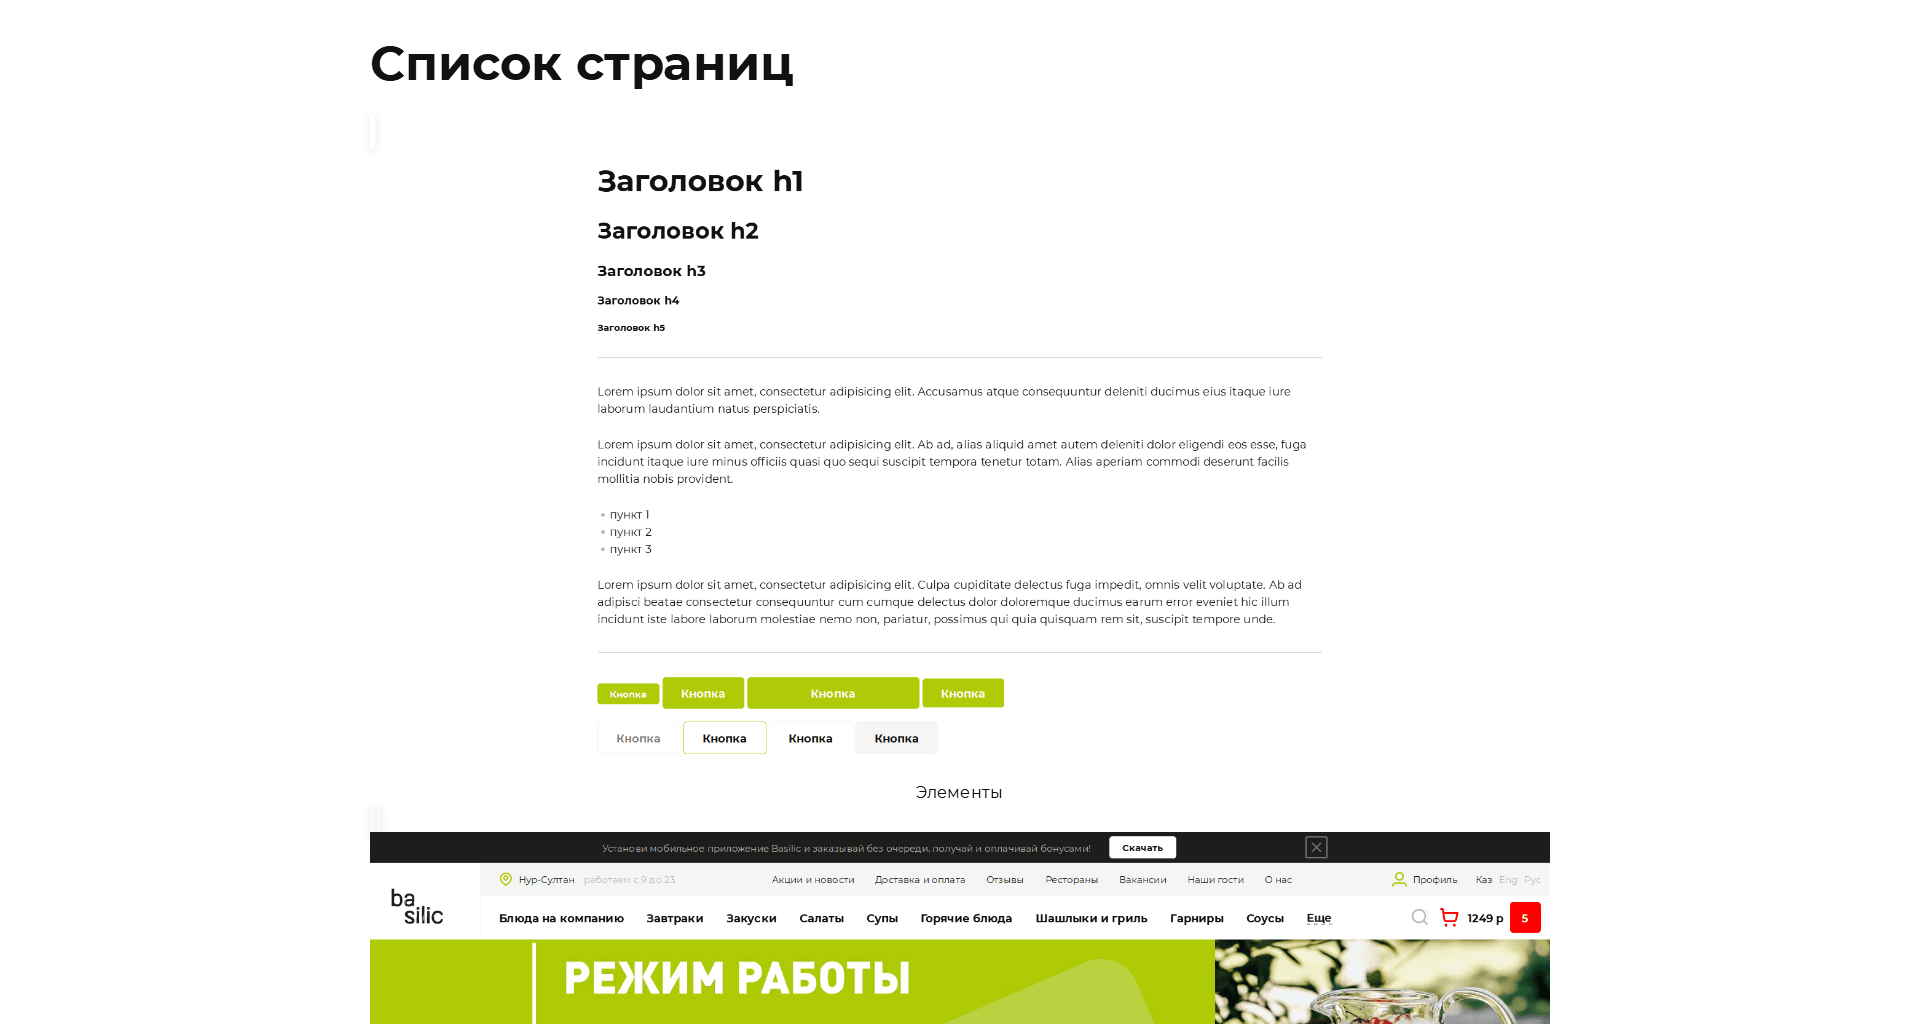 Список страниц
Заголовок h1
Заголовок h2
Заголовок h3
Заголовок h4
Заголовок h5
Lorem ipsum dolor sit amet, consectetur adipisicing elit. Accusamus atque consequuntur deleniti ducimus eius itaque iure
laborum laudantium natus perspiciatis.
Lorem ipsum dolor sit amet, consectetur adipisicing elit. Ab ad, alias aliquid amet autem deleniti dolor eligendi eos esse, fuga
incidunt itaque iure minus officiis quasi quo sequi suscipit tempora tenetur totam. Alias aperiam commodi deserunt facilis
mollitia nobis provident.
пункт 1
пункт 2
пункт 3
Lorem ipsum dolor sit amet, consectetur adipisicing elit. Culpa cupiditate delectus fuga impedit, omnis velit voluptate. Ab ad
adipisci beatae consectetur consequuntur cum cumque delectus dolor doloremque ducimus earum error eveniet hic illum
incidunt iste labore laborum molestiae nemo non, pariatur, possimus qui quia quisquam rem sit, suscipit tempore unde.
Кнопка Кнопка Кнопка Кнопка
Кнопка Кнопка Кнопка Кнопка
Элементы
Установи мобильное приложение Basilic и заказывай без очереди, получай и оплачивай бонусами! Скачать
Нур-Султан работаем с 9 до 23 Акции и новости Доставка и оплата Отзывы Рестораны Вакансии Наши гости О нас Профиль Каз Eng Рус
ba
silic
Блюда на компанию Завтраки Закуски Салаты Супы Горячие блюда Шашлыки и гриль Гарниры Соусы Еще 1249 р 5
РЕЖИМ РАБОТЫ